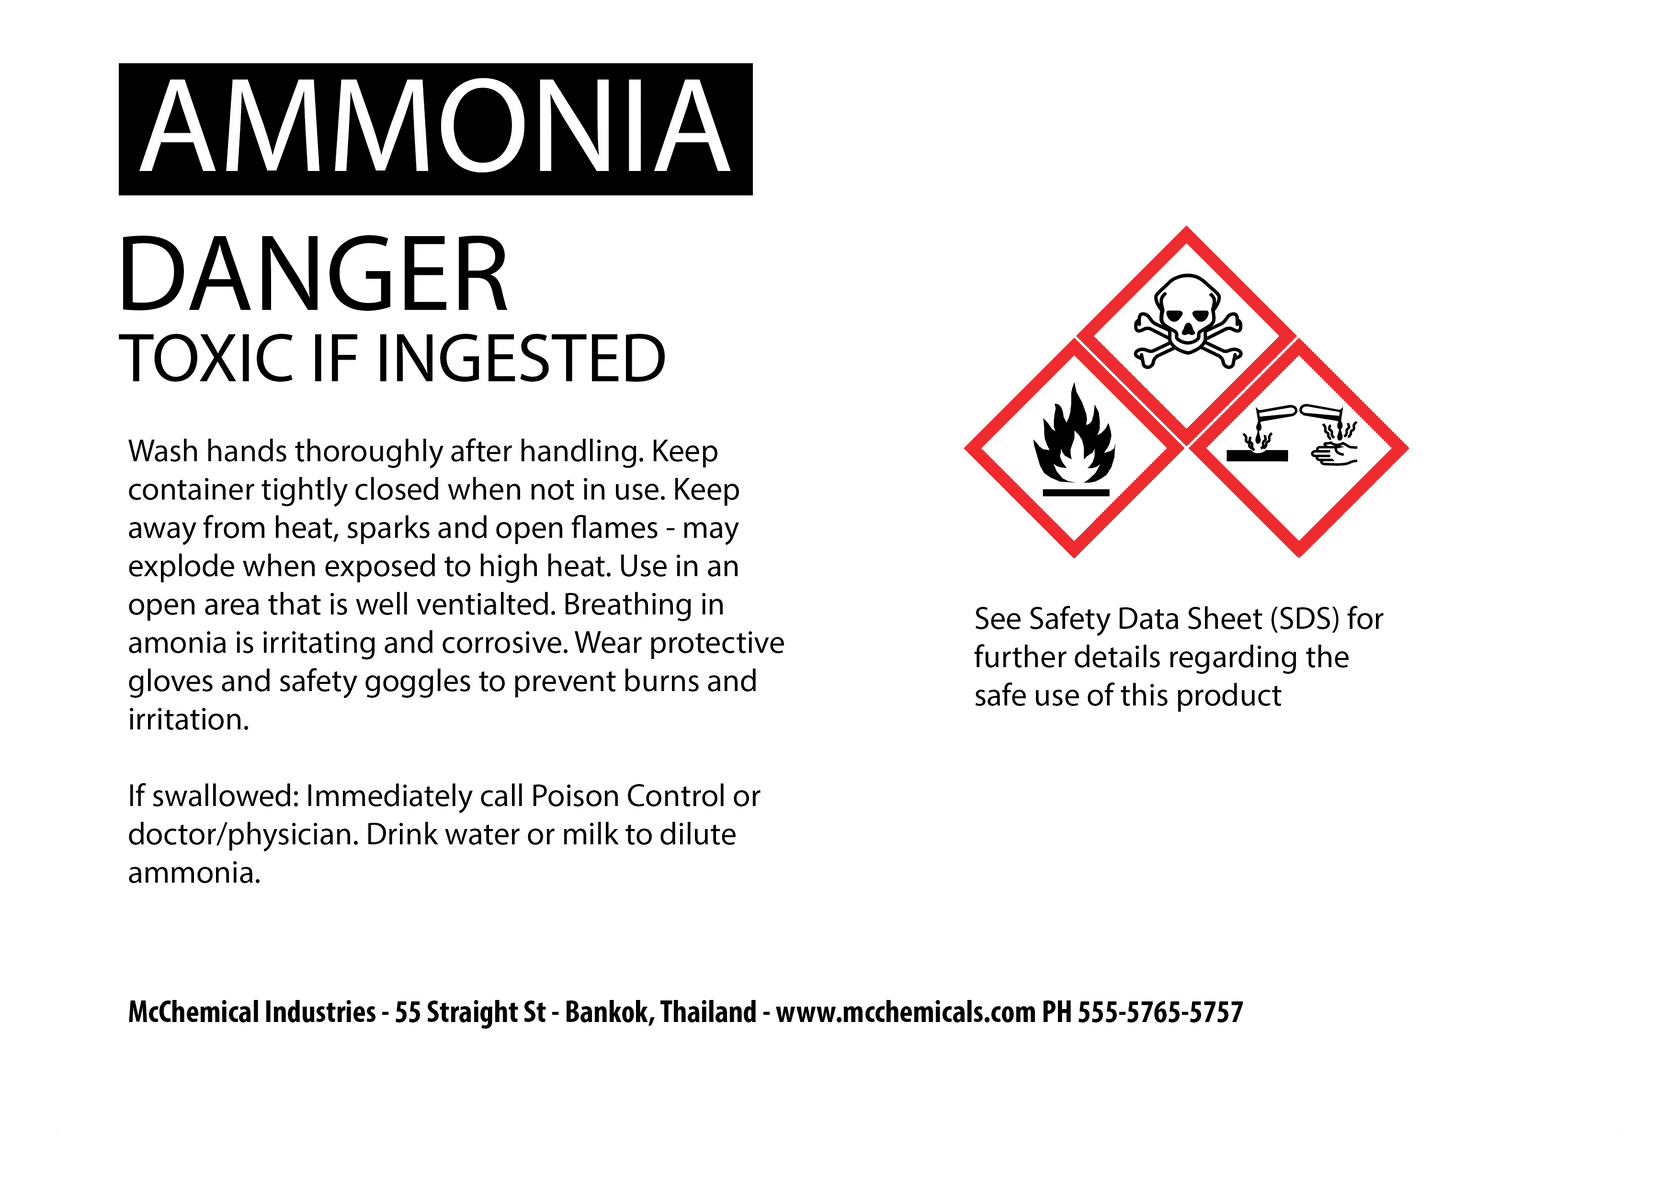 AMMONIA
DANGER
TOXIC IF INGESTED
Wash hands thoroughly after handling. Keep
container tightly closed when not in use. Keep
away from heat, sparks and open flames - may
explode when exposed to high heat. Use in an
open area that is well ventialted. Breathing in
amonia is irritating and corrosive. Wear protective
gloves and safety goggles to prevent burns and
irritation.
If swallowed: Immediately call Poison Control or
doctor/physician. Drink water or milk to dilute
ammonia.
See Safety Data Sheet (SDS) for
further details regarding the
safe use of this product
McChemical Industries - 55 Straight St - Bankok, Thailand - www.mcchemicals.com PH 555-5765-5757